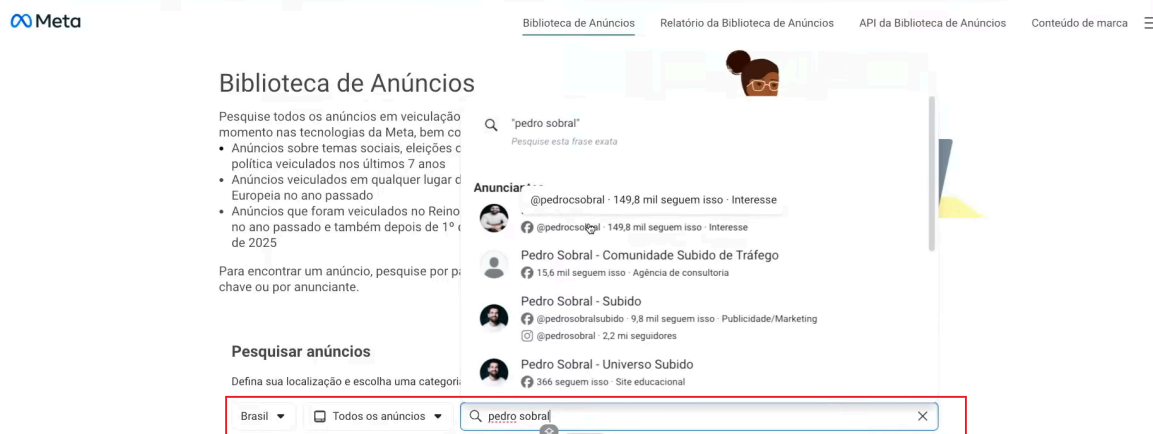 Meta
Biblioteca de Anúncios
Relatório da Biblioteca de Anúncios
API da Biblioteca de Anúncios
Conteúdo de marca
Biblioteca de Anúncios
Pesquise todos os anúncios em veiculação
momento nas tecnologias da Meta, bem co
• Anúncios sobre temas sociais, eleições
política veiculados nos últimos 7 anos
• Anúncios veiculados em qualquer lugar d
Europeia no ano passado
• Anúncios que foram veiculados no Reino
no ano passado e também depois de 1º
de 2025
Para encontrar um anúncio, pesquise por pa
chave ou por anunciante.
"pedro sobral"
Pesquise esta frase exata
@pedrocsobral · 149,8 mil seguem isso · Interesse
@pedrocsobral · 149,8 mil seguem isso · Interesse
Pedro Sobral - Comunidade Subido de Tráfego
15,6 mil seguem isso · Agência de consultoria
Pedro Sobral - Subido
@pedrosobralsubido · 9,8 mil seguem isso · Publicidade/Marketing
@pedrosobral · 2,2 mi seguidores
Pedro Sobral - Universo Subido
366 seguem isso · Site educacional
Pesquisar anúncios
Defina sua localização e escolha uma categori
Brasil
Todos os anúncios
pedro sobral